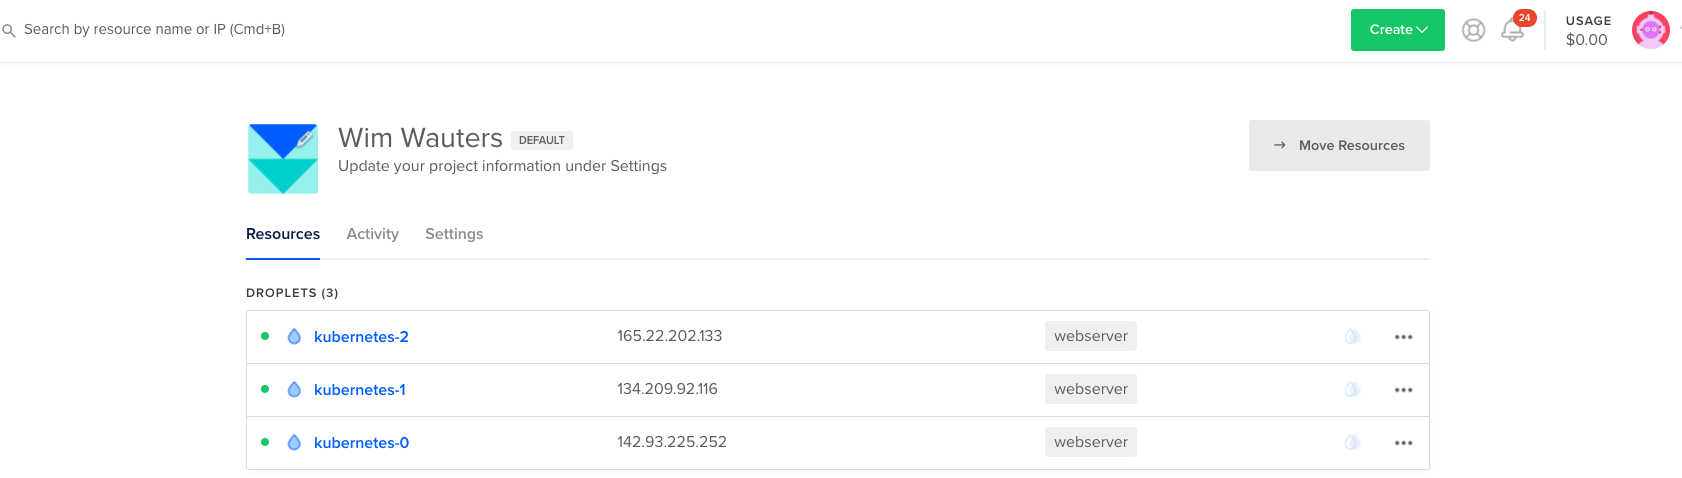 Search by resource name or IP (Cmd+B)
Create
24
USAGE
$0.00
Wim Wauters DEFAULT
Update your project information under Settings
Move Resources
Resources Activity Settings
DROPLETS (3)
kubernetes-2 165.22.202.133 webserver
kubernetes-1 134.209.92.116 webserver
kubernetes-0 142.93.225.252 webserver